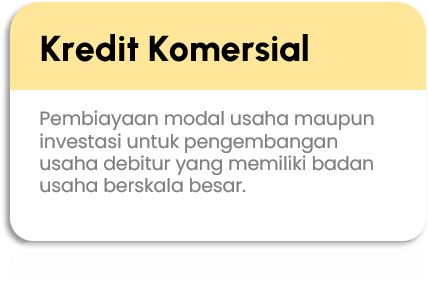 Kredit Komersial
Pembiayaan modal usaha maupun
investasi untuk pengembangan
usaha debitur yang memiliki badan
usaha berskala besar.